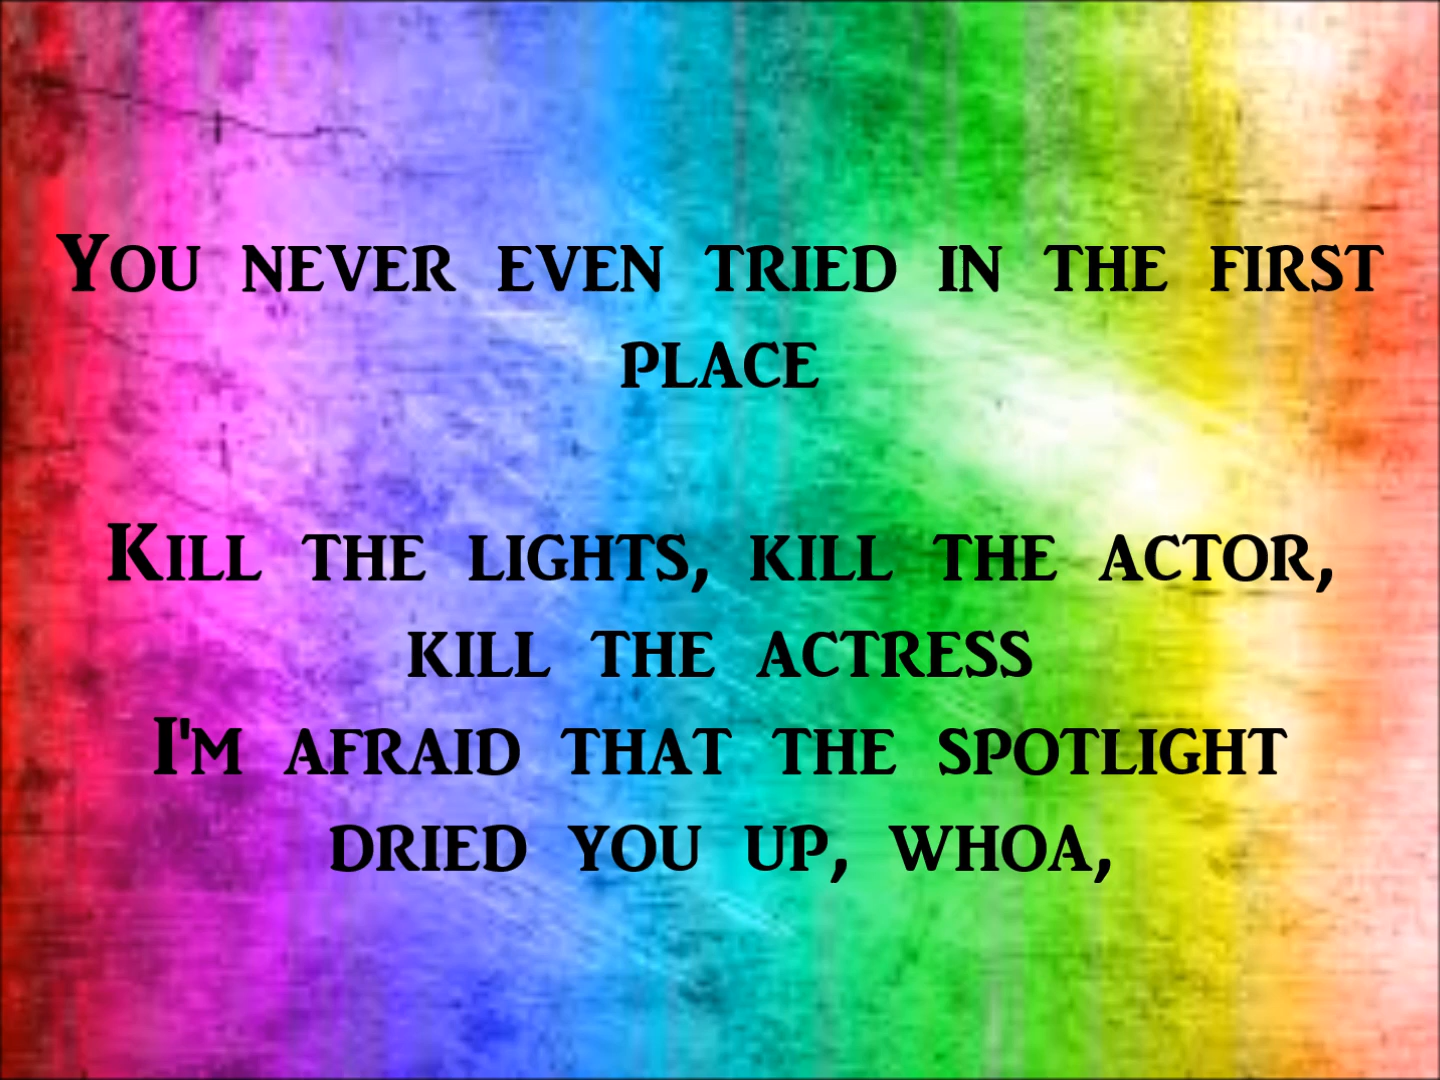 You never even tried in the first
place
Kill the lights, kill the actor,
kill the actress
I'm afraid that the spotlight
dried you up, whoa,